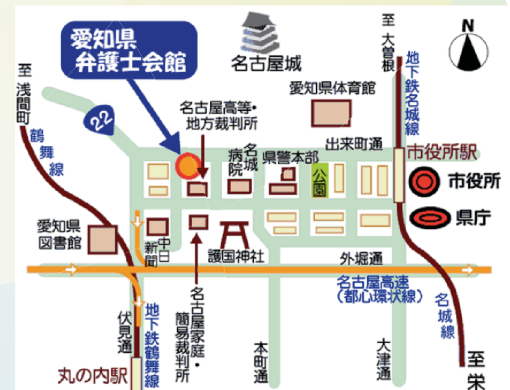 愛知県
弁護士会館
名古屋城
至 大曽根
地下鉄名城線
N
至 浅間町
鶴舞線
22
名古屋高等・
地方裁判所
愛知県体育館
出来町通
市役所駅
名城
病院
県警本部
公園
市役所
県庁
愛知県
図書館
中日
新聞
護国神社
外堀通
名古屋高速
（都心環状線）
伏見通
地下鉄鶴舞線
名古屋家庭・
簡易裁判所
本町通
大津通
名城線
丸の内駅
至 栄